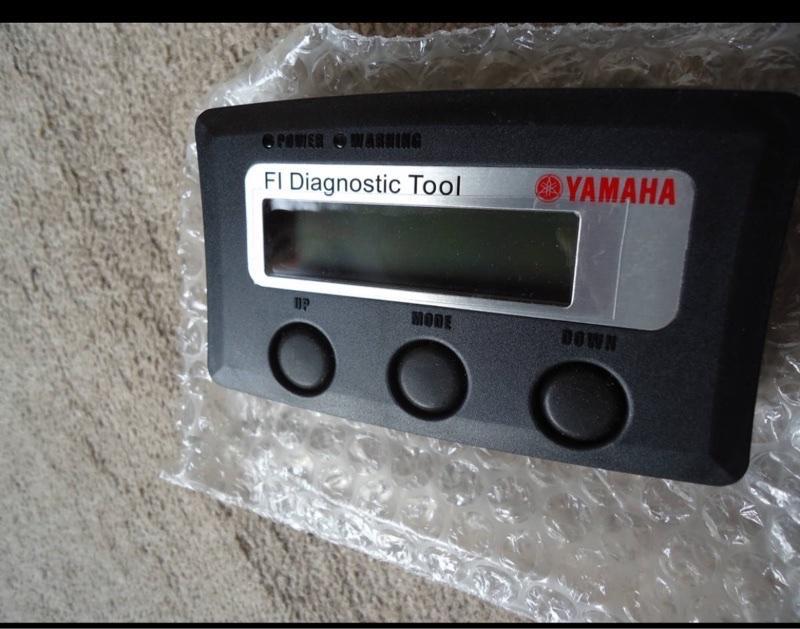 POWER WARNING
FI Diagnostic Tool YAMAHA
UP MODE DOWN